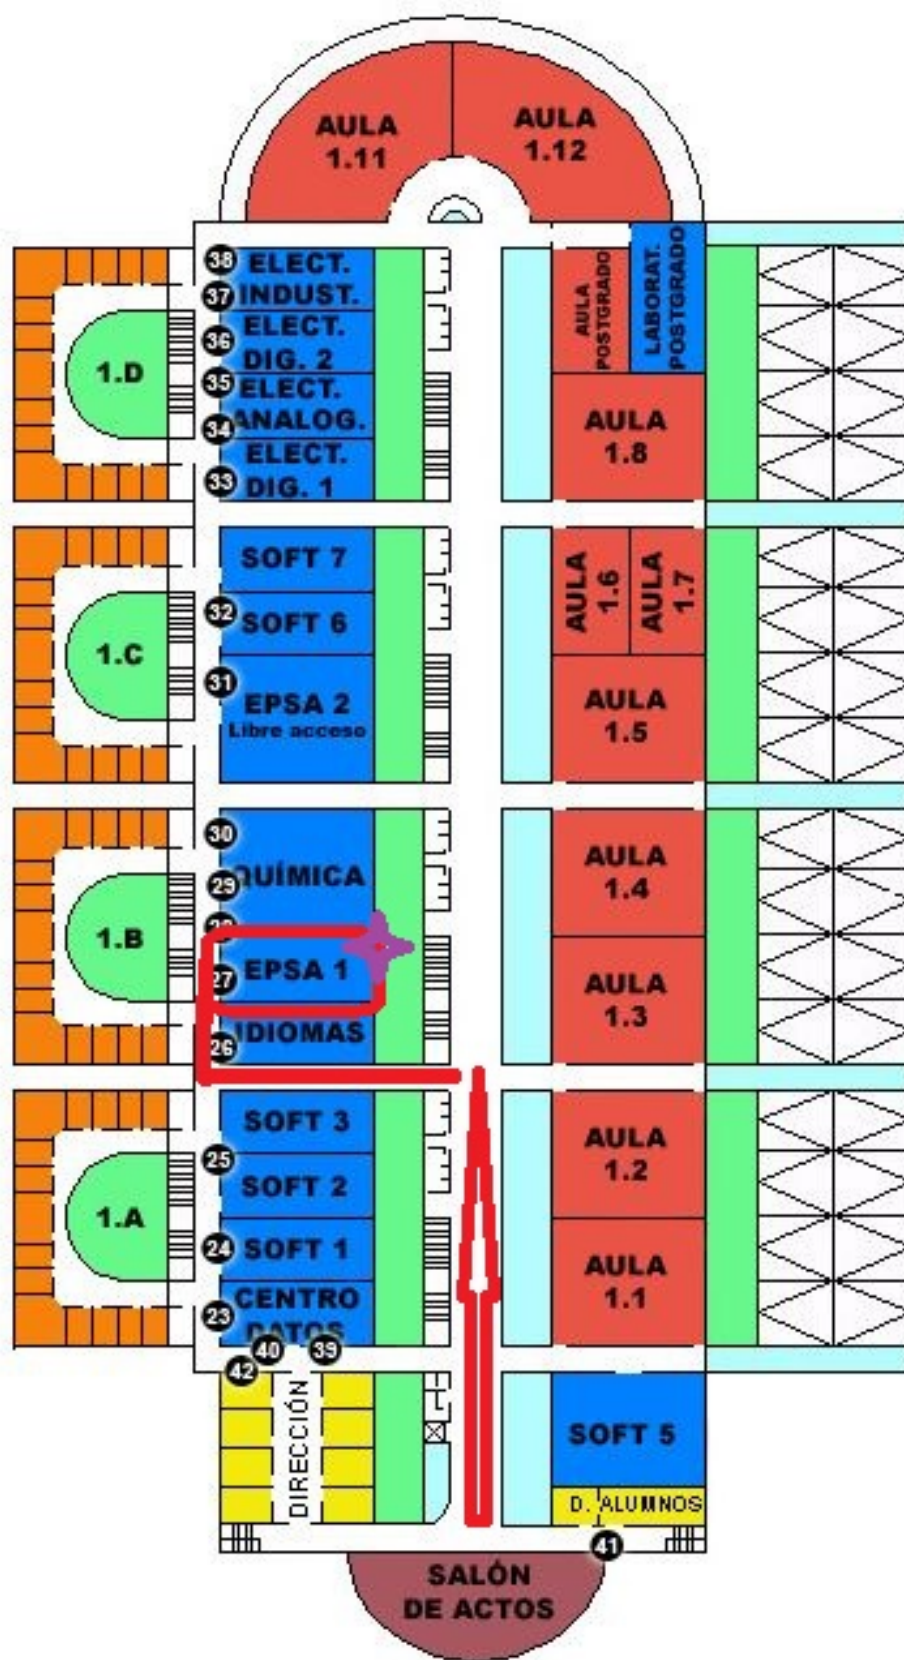 AULA
1.11
AULA
1.12
38
ELECT.
37
INDUST.
36
ELECT.
DIG. 2
35
ELECT.
34
ANALOG.
33
ELECT.
DIG. 1
1.D
AULA
POSTGRADO
LABORAT.
POSTGRADO
AULA
1.8
SOFT 7
32
SOFT 6
31
EPSA 2
Libre acceso
1.C
AULA
1.6
AULA
1.7
AULA
1.5
30
29
QUÍMICA
28
27
EPSA 1
26
IDIOMAS
1.B
AULA
1.4
AULA
1.3
SOFT 3
25
SOFT 2
24
SOFT 1
23
CENTRO
DATOS
1.A
AULA
1.2
AULA
1.1
40
39
42
DIRECCIÓN
SOFT 5
D. ALUMNOS
41
SALÓN
DE ACTOS